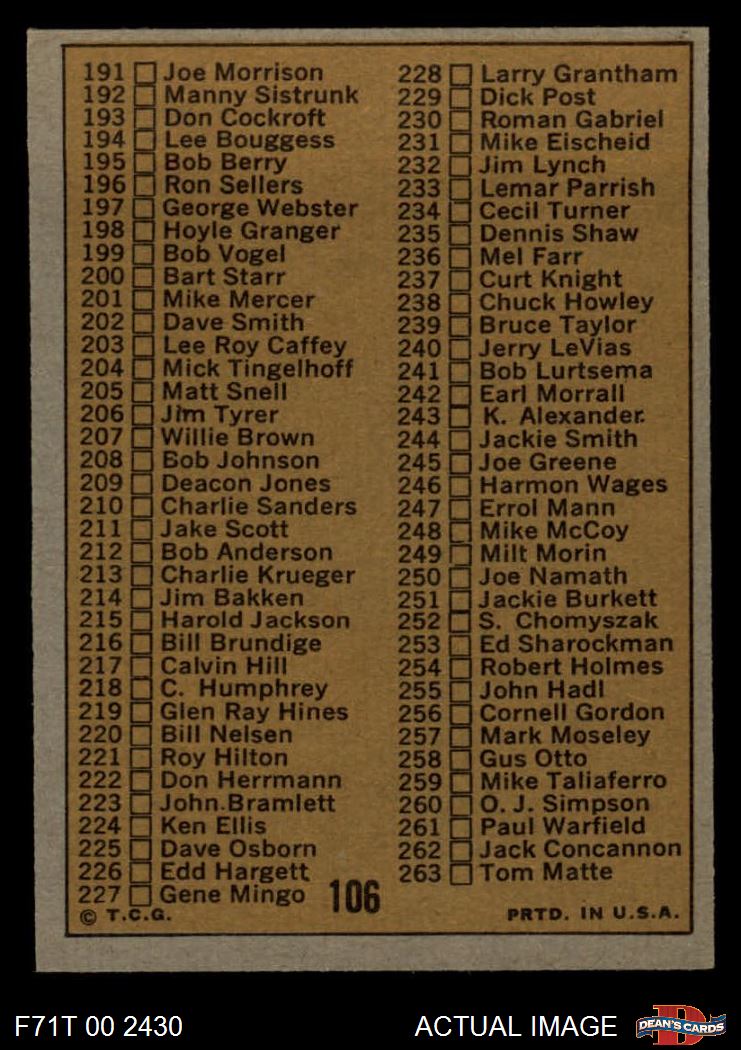 191 Joe Morrison
192 Manny Sistrunk
193 Don Cockroft
194 Lee Bouggess
195 Bob Berry
196 Ron Sellers
197 George Webster
198 Hoyle Granger
199 Bob Vogel
200 Bart Starr
201 Mike Mercer
202 Dave Smith
203 Lee Roy Caffey
204 Mick Tingelhoff
205 Matt Snell
206 Jim Tyrer
207 Willie Brown
208 Bob Johnson
209 Deacon Jones
210 Charlie Sanders
211 Jake Scott
212 Bob Anderson
213 Charlie Krueger
214 Jim Bakken
215 Harold Jackson
216 Bill Brundige
217 Calvin Hill
218 C. Humphrey
219 Glen Ray Hines
220 Bill Nelsen
221 Roy Hilton
222 Don Herrmann
223 John.Bramlett
224 Ken Ellis
225 Dave Osborn
226 Edd Hargett
227 Gene Mingo
© T.C.G.
106
228 Larry Grantham
229 Dick Post
230 Roman Gabriel
231 Mike Eischeid
232 Jim Lynch
233 Lemar Parrish
234 Cecil Turner
235 Dennis Shaw
236 Mel Farr
237 Curt Knight
238 Chuck Howley
239 Bruce Taylor
240 Jerry LeVias
241 Bob Lurtsema
242 Earl Morrall
243 K. Alexander
244 Jackie Smith
245 Joe Greene
246 Harmon Wages
247 Errol Mann
248 Mike McCoy
249 Milt Morin
250 Joe Namath
251 Jackie Burkett
252 S. Chomyszak
253 Ed Sharockman
254 Robert Holmes
255 John Hadl
256 Cornell Gordon
257 Mark Moseley
258 Gus Otto
259 Mike Taliaferro
260 O. J. Simpson
261 Paul Warfield
262 Jack Concannon
263 Tom Matte
PRTD. IN U.S.A.
F71T 00 2430
ACTUAL IMAGE
D
DEAN'S CARDS